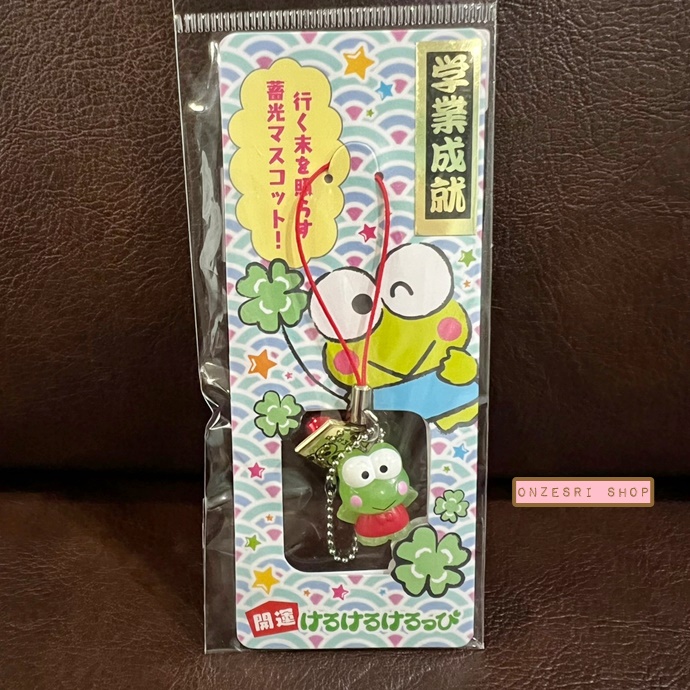 学業成就
行く末を照らす
蓄光マスコット!
ONZESRI SHOP
開運
けろけろけろっぴ